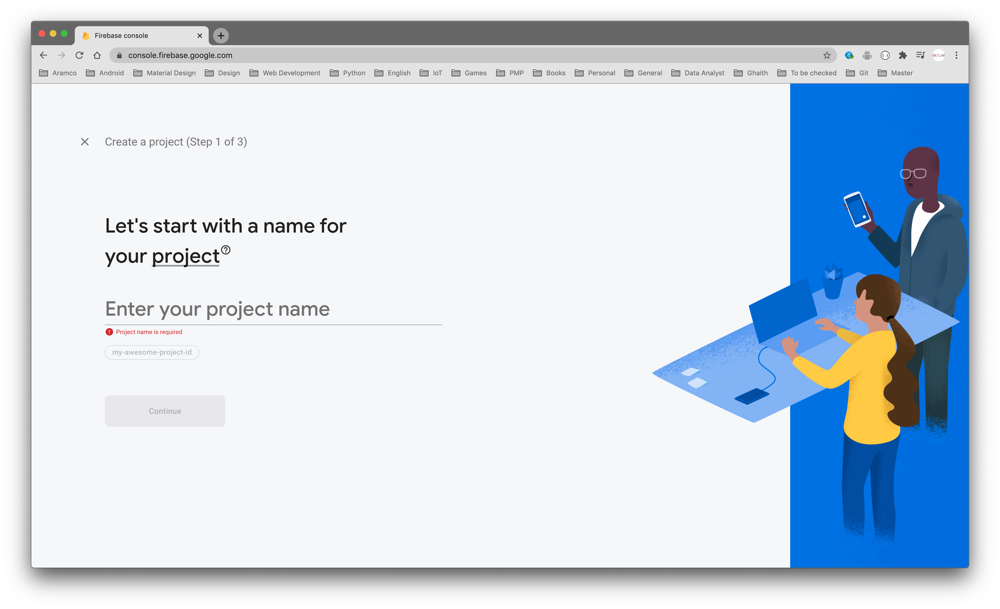 Firebase console
console.firebase.google.com
DATUM
Aramco Android Material Design Design Web Development Python English IoT Games PMP Books Personal General Data Analyst Ghaith To be checked Git Master
Create a project (Step 1 of 3)
Let's start with a name for
your project
Enter your project name
Project name is required
my-awesome-project-id
Continue